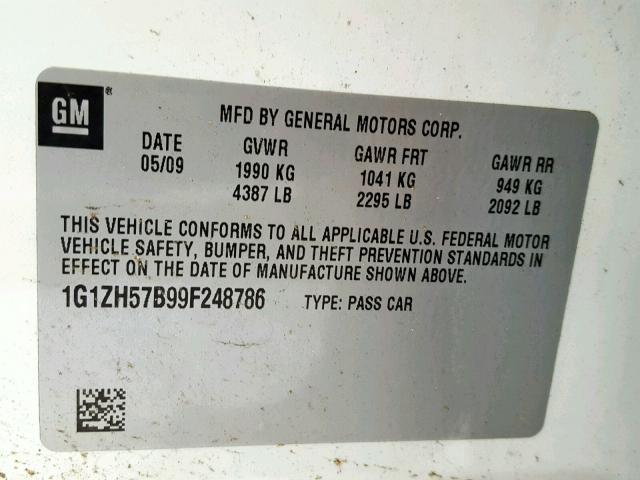 GM®
MFD BY GENERAL MOTORS CORP.
DATE GVWR GAWR FRT GAWR RR
05/09 1990 KG 1041 KG 949 KG
4387 LB 2295 LB 2092 LB
THIS VEHICLE CONFORMS TO ALL APPLICABLE U.S. FEDERAL MOTOR
VEHICLE SAFETY, BUMPER, AND THEFT PREVENTION STANDARDS IN
EFFECT ON THE DATE OF MANUFACTURE SHOWN ABOVE.
1G1ZH57B99F248786 TYPE: PASS CAR